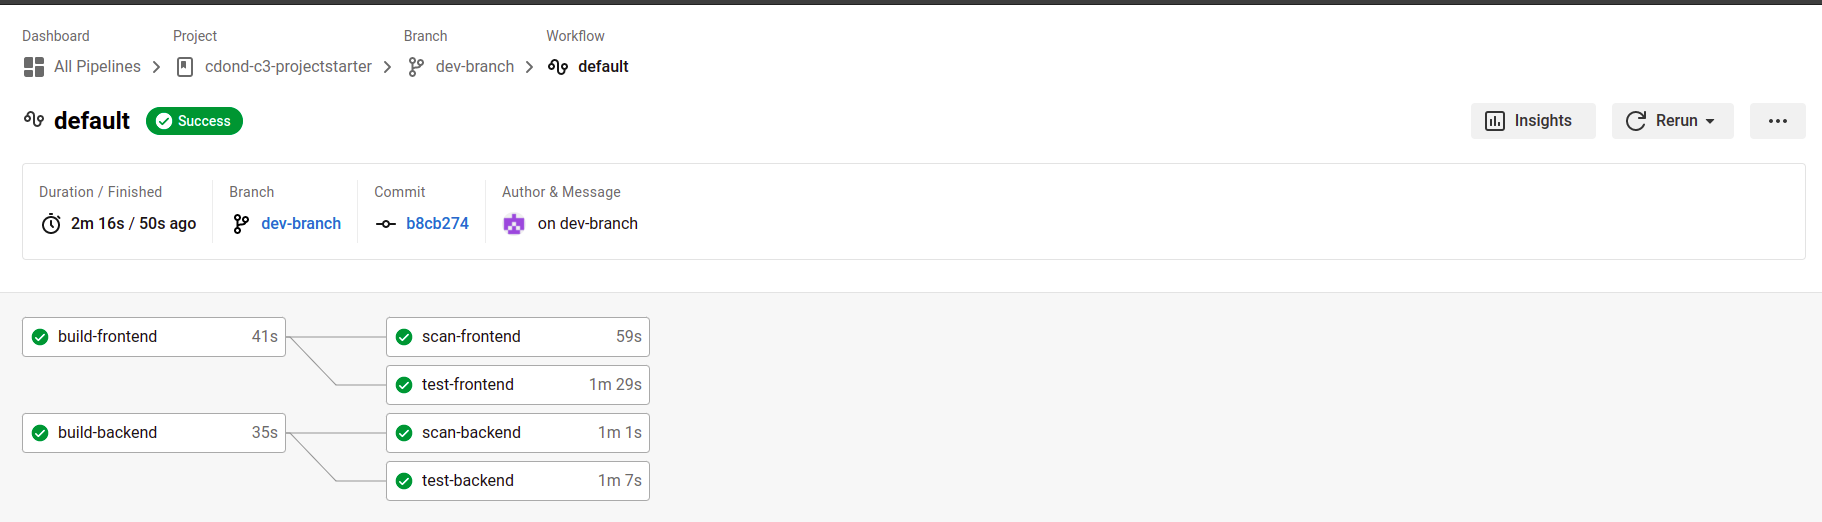 Dashboard Project Branch Workflow
All Pipelines cdond-c3-projectstarter dev-branch default
default Success Insights Rerun
Duration / Finished Branch Commit Author & Message
2m 16s / 50s ago dev-branch b8cb274 on dev-branch
build-frontend 41s scan-frontend 59s
test-frontend 1m 29s
build-backend 35s scan-backend 1m 1s
test-backend 1m 7s